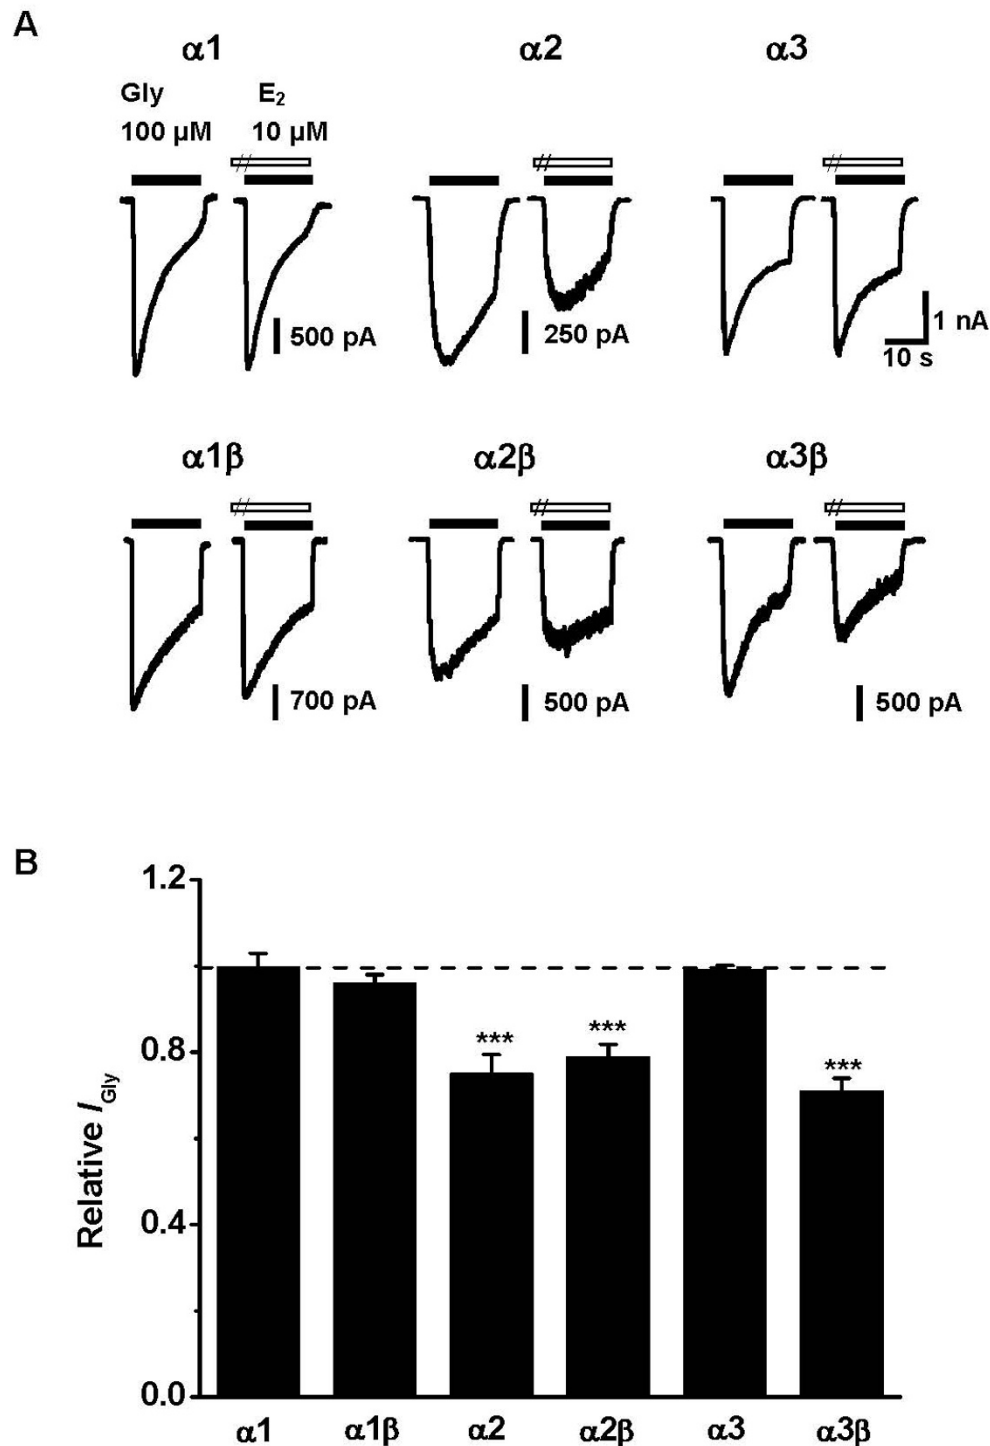 A
α1 α2 α3
Gly E₂
100 µM 10 µM
500 pA 250 pA 1 nA
10 s
α1β α2β α3β
700 pA 500 pA 500 pA
B
1.2
0.8
0.4
0.0
Relative I_Gly
*** *** ***
α1 α1β α2 α2β α3 α3β